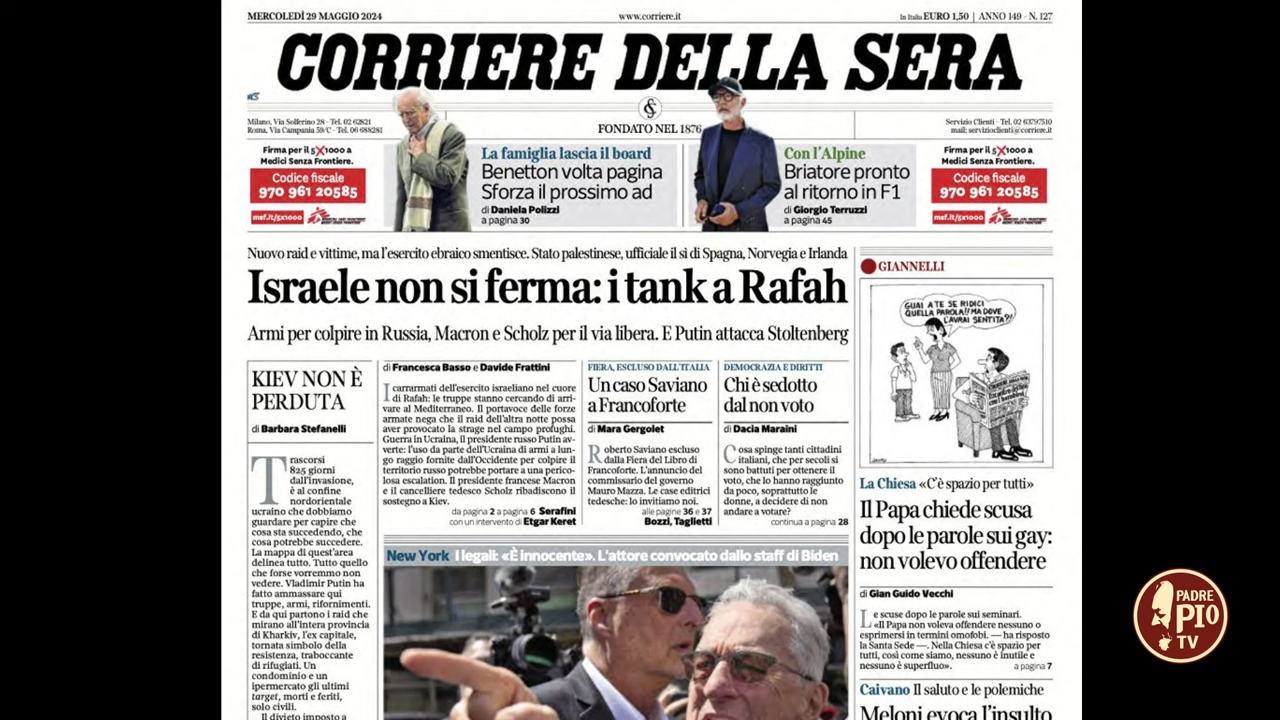 MERCOLEDÌ 29 MAGGIO 2024
www.corriere.it
In Italia EURO 1,50 | ANNO 149 - N. 127
CORRIERE DELLA SERA
Milano, Via Solferino 28 - Tel. 02 62821
Roma, Via Campania 59/C - Tel. 06 688281
FONDATO NEL 1876
Servizio Clienti - Tel. 02 63797510
mail: servizioclienti@corriere.it
Firma per il 5X1000 a
Medici Senza Frontiere.
Codice fiscale
970 961 20585
msf.it/5x1000
La famiglia lascia il board
Benetton volta pagina
Sforza il prossimo ad
di Daniela Polizzi
a pagina 30
Con l'Alpine
Briatore pronto
al ritorno in F1
di Giorgio Terruzzi
a pagina 45
Firma per il 5X1000 a
Medici Senza Frontiere.
Codice fiscale
970 961 20585
msf.it/5x1000
Nuovo raid e vittime, ma l'esercito ebraico smentisce. Stato palestinese, ufficiale il sì di Spagna, Norvegia e Irlanda
Israele non si ferma: i tank a Rafah
Armi per colpire in Russia, Macron e Scholz per il via libera. E Putin attacca Stoltenberg
KIEV NON È
PERDUTA
di Barbara Stefanelli
Trascorsi
825 giorni
dall'invasione,
è al confine
nordorientale
ucraino che dobbiamo
guardare per capire che
cosa sta succedendo, che
cosa potrebbe succedere.
La mappa di quest'area
delinea tutto. Tutto quello
che forse vorremmo non
vedere. Vladimir Putin ha
fatto ammassare qui
truppe, armi, rifornimenti.
E da qui partono i raid che
mirano all'intera provincia
di Kharkiv, l'ex capitale,
tornata simbolo della
resistenza, traboccante
di rifugiati. Un
condominio e un
ipermercato gli ultimi
target, morti e feriti,
solo civili.
Il divieto imposto a
di Francesca Basso e Davide Frattini
I carrarmati dell'esercito israeliano nel cuore
di Rafah: le truppe stanno cercando di arri-
vare al Mediterraneo. Il portavoce delle forze
armate nega che il raid dell'altra notte possa
aver provocato la strage nel campo profughi.
Guerra in Ucraina, il presidente russo Putin av-
verte: l'uso da parte dell'Ucraina di armi a lun-
go raggio fornite dall'Occidente per colpire il
territorio russo potrebbe portare a una perico-
losa escalation. Il presidente francese Macron
e il cancelliere tedesco Scholz ribadiscono il
sostegno a Kiev.
da pagina 2 a pagina 6 Serafini
con un intervento di Etgar Keret
FIERA, ESCLUSO DALL'ITALIA
Un caso Saviano
a Francoforte
di Mara Gergolet
Roberto Saviano escluso
dalla Fiera del Libro di
Francoforte. L'annuncio del
commissario del governo
Mauro Mazza. Le case editrici
tedesche: lo invitiamo noi.
alle pagine 36 e 37
Bozzi, Taglietti
DEMOCRAZIA E DIRITTI
Chi è sedotto
dal non voto
di Dacia Maraini
Cosa spinge tanti cittadini
italiani, che per secoli si
sono battuti per ottenere il
voto, che lo hanno raggiunto
da poco, soprattutto le
donne, a decidere di non
andare a votare?
continua a pagina 28
New York I legali: «È innocente». L'attore convocato dallo staff di Biden
GIANNELLI
GUAI A TE SE RIDICI
QUELLA PAROLA!! MA DOVE
L'AVRAI SENTITA?!
La Chiesa «C'è spazio per tutti»
Il Papa chiede scusa
dopo le parole sui gay:
non volevo offendere
di Gian Guido Vecchi
Le scuse dopo le parole sui seminari.
«Il Papa non voleva offendere nessuno o
esprimersi in termini omofobi. — ha risposto
la Santa Sede —. Nella Chiesa c'è spazio per
tutti, così come siamo, nessuno è inutile e
nessuno è superfluo».
a pagina 7
Caivano Il saluto e le polemiche
Meloni evoca l'insulto
PADRE
PIO
TV